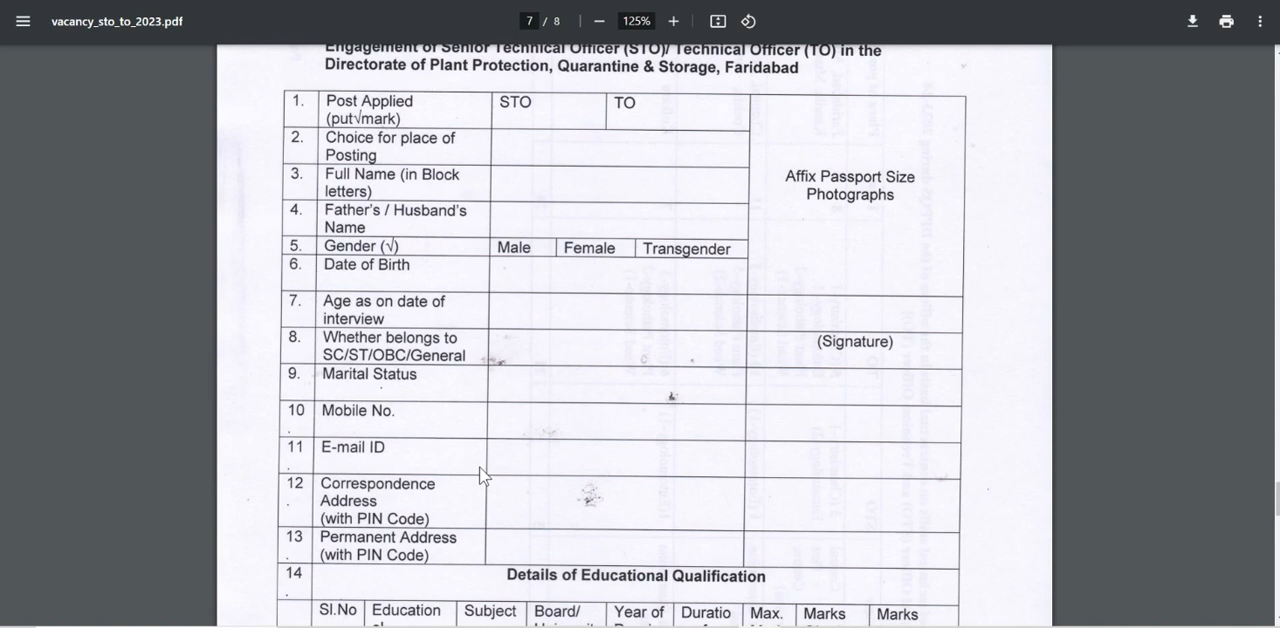 vacancy_sto_to_2023.pdf
7 / 8
125%
Engagement of Senior Technical Officer (STO)/ Technical Officer (TO) in the
Directorate of Plant Protection, Quarantine & Storage, Faridabad
1. Post Applied (put√mark) STO TO
Affix Passport Size
Photographs
2. Choice for place of
Posting
3. Full Name (in Block
letters)
4. Father's / Husband's
Name
5. Gender (√) Male Female Transgender
6. Date of Birth
7. Age as on date of
interview
8. Whether belongs to
SC/ST/OBC/General
(Signature)
9. Marital Status
10. Mobile No.
11. E-mail ID
12. Correspondence
Address
(with PIN Code)
13. Permanent Address
(with PIN Code)
14. Details of Educational Qualification
Sl.No Education Subject Board/ Year of Duratio Max. Marks Marks